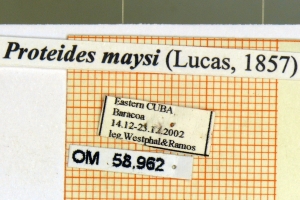 Proteides maysi (Lucas, 1857)
Eastern CUBA
Baracoa
14.12-25.12.2002
leg.Westphal&Ramos
OM 58,962